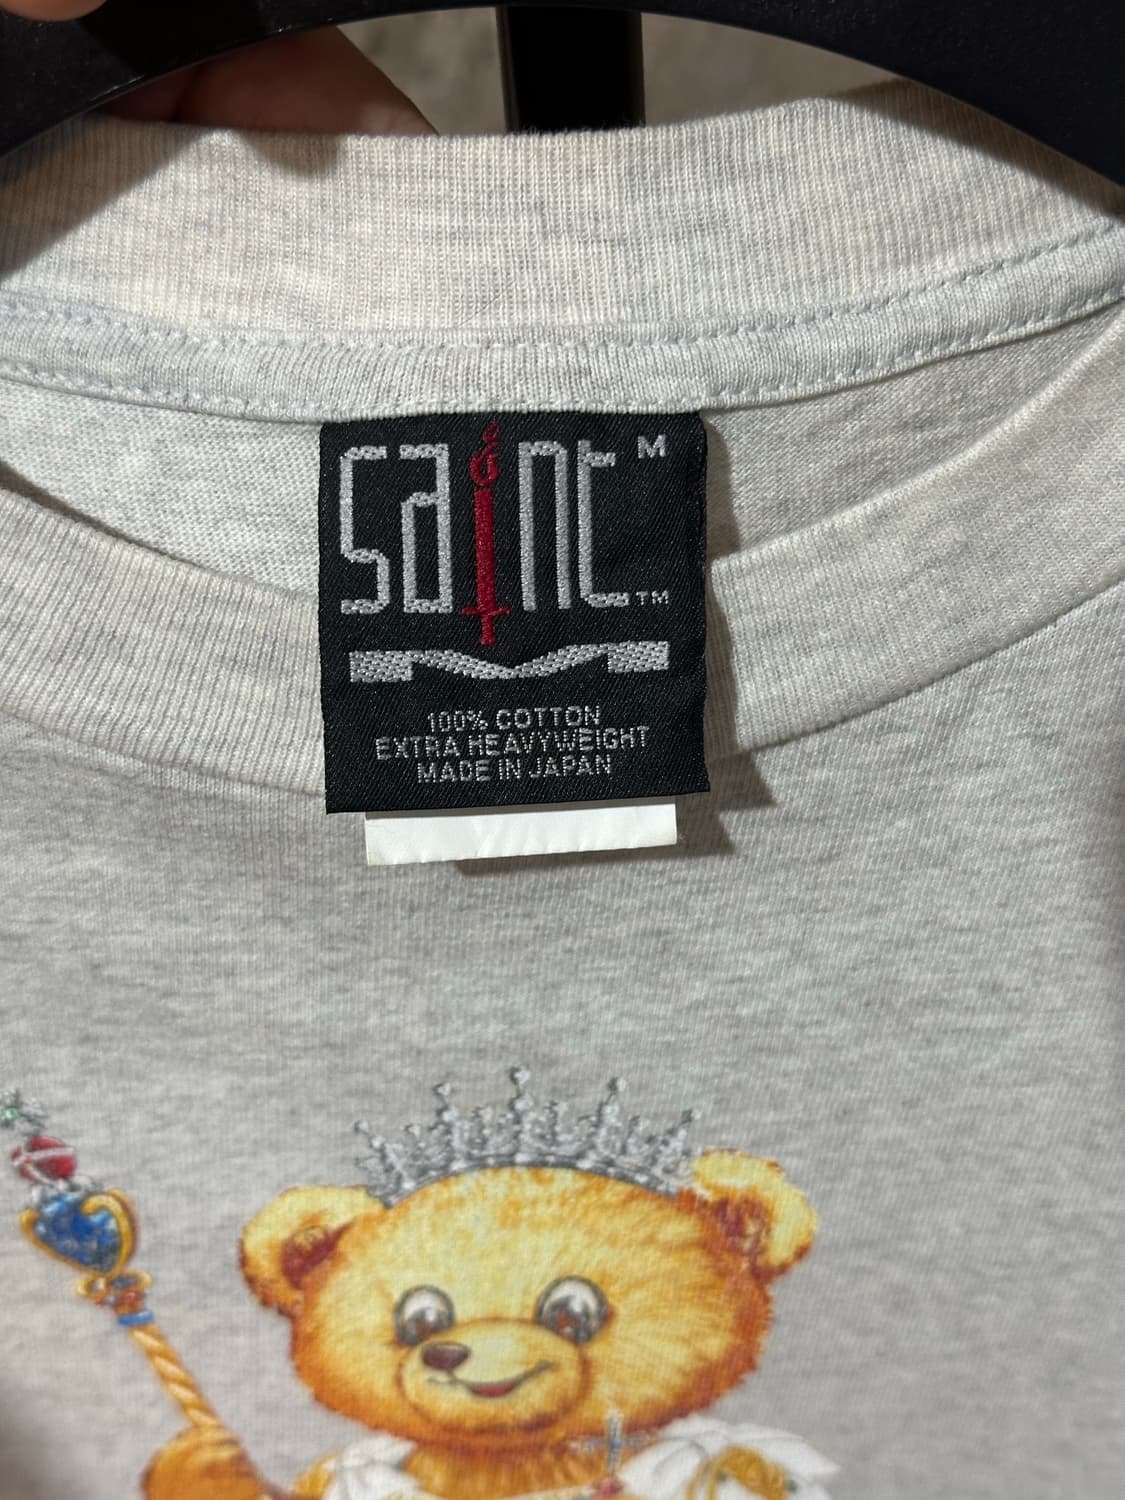 saint M
TM
100% COTTON
EXTRA HEAVYWEIGHT
MADE IN JAPAN